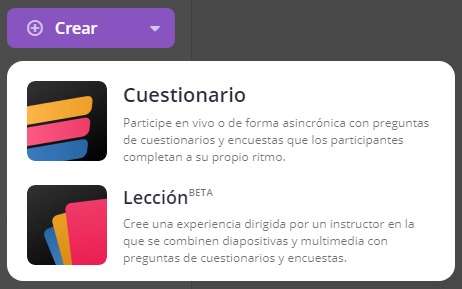 Crear
Cuestionario
Participe en vivo o de forma asincrónica con preguntas
de cuestionarios y encuestas que los participantes
completan a su propio ritmo.
Lección BETA
Cree una experiencia dirigida por un instructor en la
que se combinen diapositivas y multimedia con
preguntas de cuestionarios y encuestas.